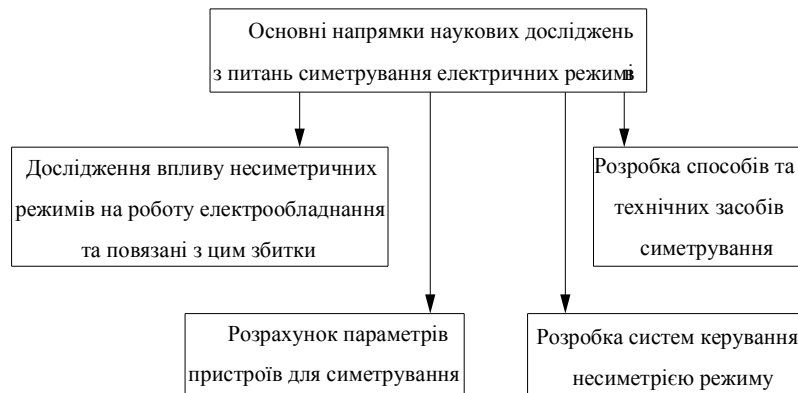 Основні напрямки наукових досліджень
з питань симетрування електричних режимів
Дослідження впливу несиметричних
режимів на роботу електрообладнання
та повязані з цим збитки
Розробка способів та
технічних засобів
симетрування
Розрахунок параметрів
пристроїв для симетрування
Розробка систем керування
несиметрією режиму